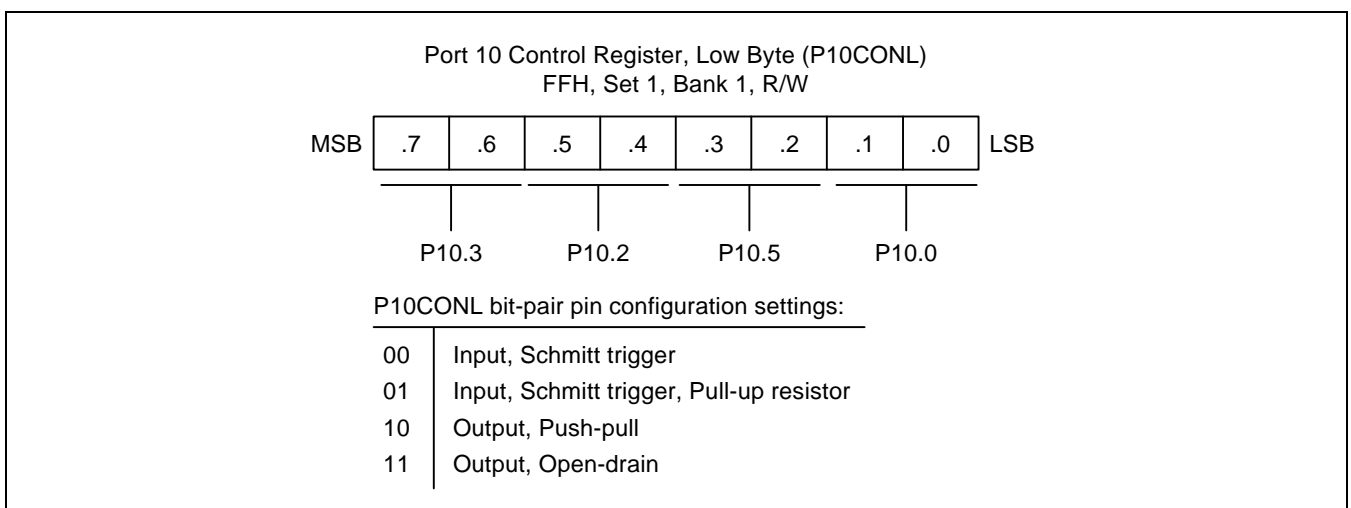 Port 10 Control Register, Low Byte (P10CONL)
FFH, Set 1, Bank 1, R/W
MSB .7 .6 .5 .4 .3 .2 .1 .0 LSB
P10.3 P10.2 P10.5 P10.0
P10CONL bit-pair pin configuration settings:
00 Input, Schmitt trigger
01 Input, Schmitt trigger, Pull-up resistor
10 Output, Push-pull
11 Output, Open-drain